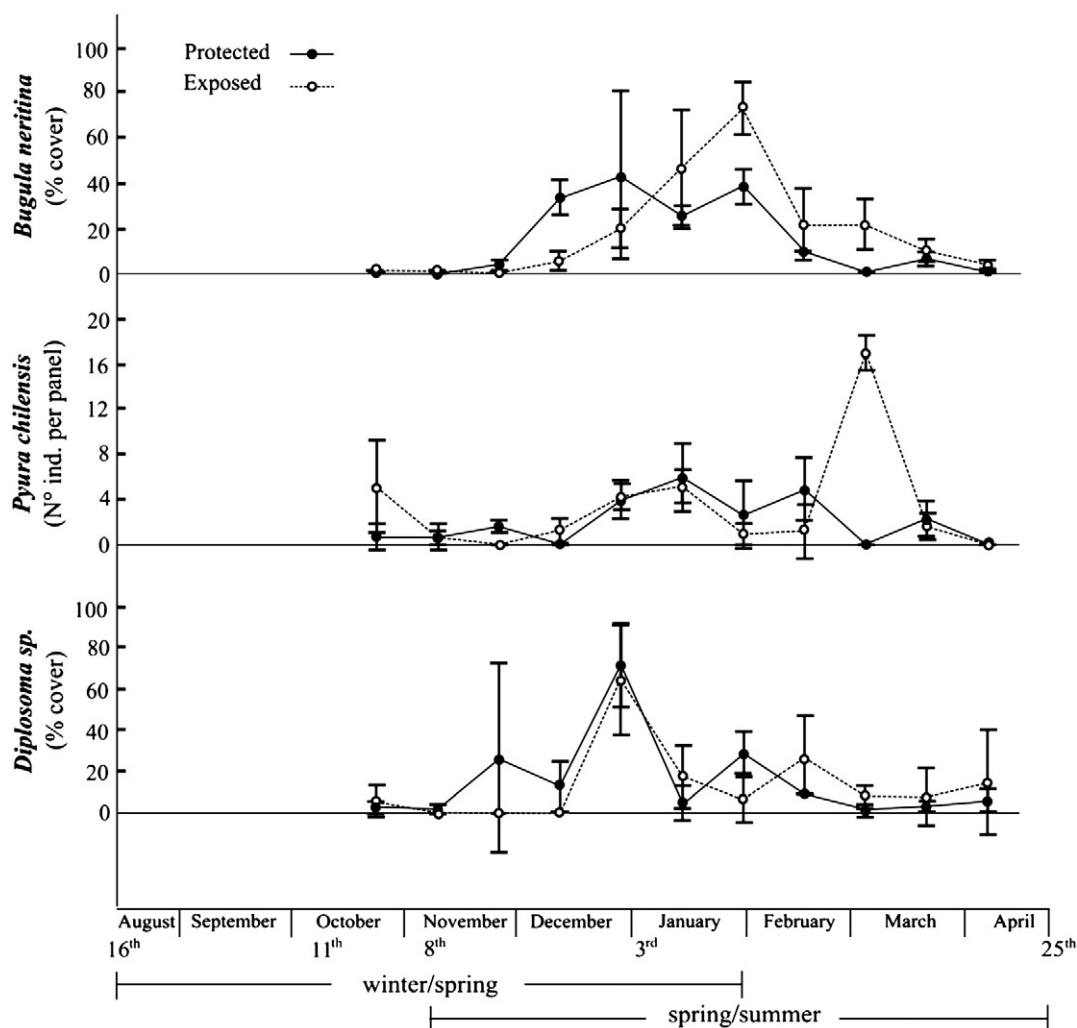 Protected
Exposed
Bugula neritina
(% cover)
100
80
60
40
20
0
Pyura chilensis
(N° ind. per panel)
20
16
12
8
4
0
Diplosoma sp.
(% cover)
100
80
60
40
20
0
August September October November December January February March April
16th 11th 8th 3rd 25th
winter/spring
spring/summer